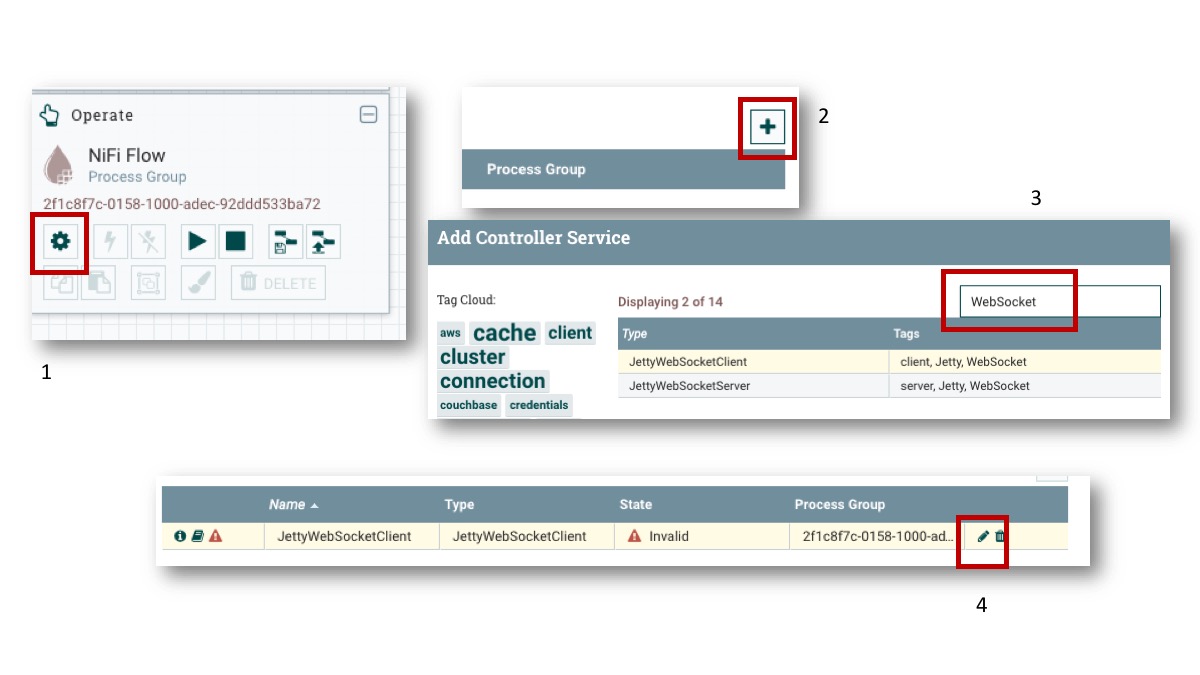 Operate
NiFi Flow
Process Group
2f1c8f7c-0158-1000-adec-92ddd533ba72
DELETE
1
Process Group
2
3
Add Controller Service
Tag Cloud:
aws cache client
cluster
connection
couchbase credentials
Displaying 2 of 14
WebSocket
Type Tags
JettyWebSocketClient client, Jetty, WebSocket
JettyWebSocketServer server, Jetty, WebSocket
Name Type State Process Group
JettyWebSocketClient JettyWebSocketClient Invalid 2f1c8f7c-0158-1000-ad...
4